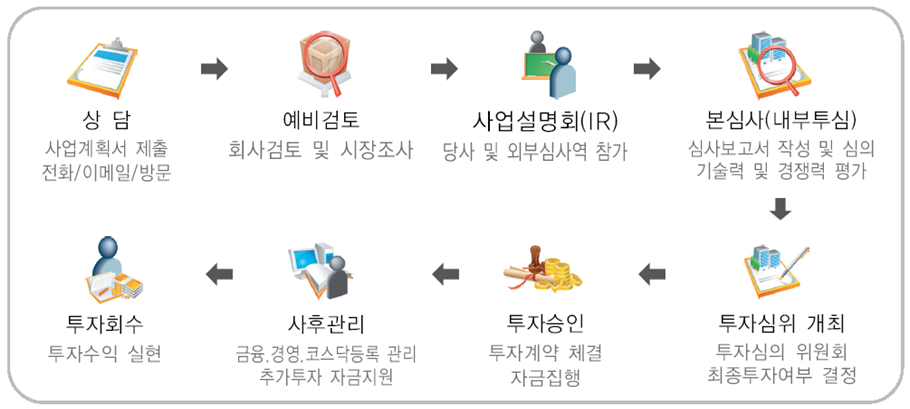 상 담
사업계획서 제출
전화/이메일/방문
예비검토
회사검토 및 시장조사
사업설명회(IR)
당사 및 외부심사역 참가
본심사(내부투심)
심사보고서 작성 및 심의
기술력 및 경쟁력 평가
투자심위 개최
투자심의 위원회
최종투자여부 결정
투자승인
투자계약 체결
자금집행
사후관리
금융.경영.코스닥등록 관리
추가투자 자금지원
투자회수
투자수익 실현